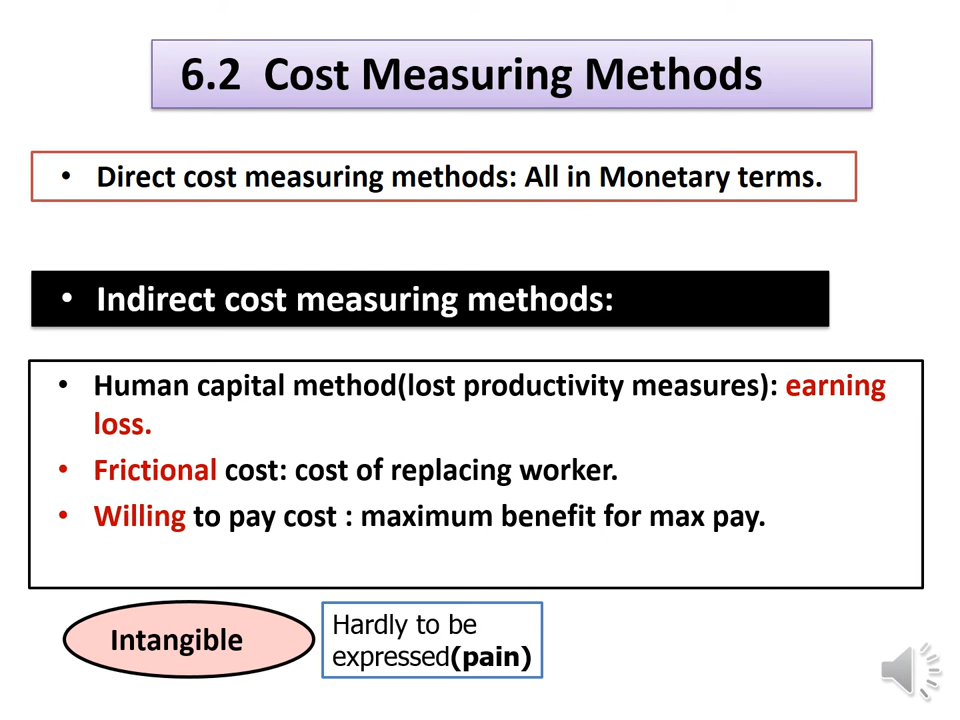 6.2 Cost Measuring Methods
• Direct cost measuring methods: All in Monetary terms.
• Indirect cost measuring methods:
• Human capital method(lost productivity measures): earning
loss.
• Frictional cost: cost of replacing worker.
• Willing to pay cost : maximum benefit for max pay.
Intangible
Hardly to be
expressed(pain)